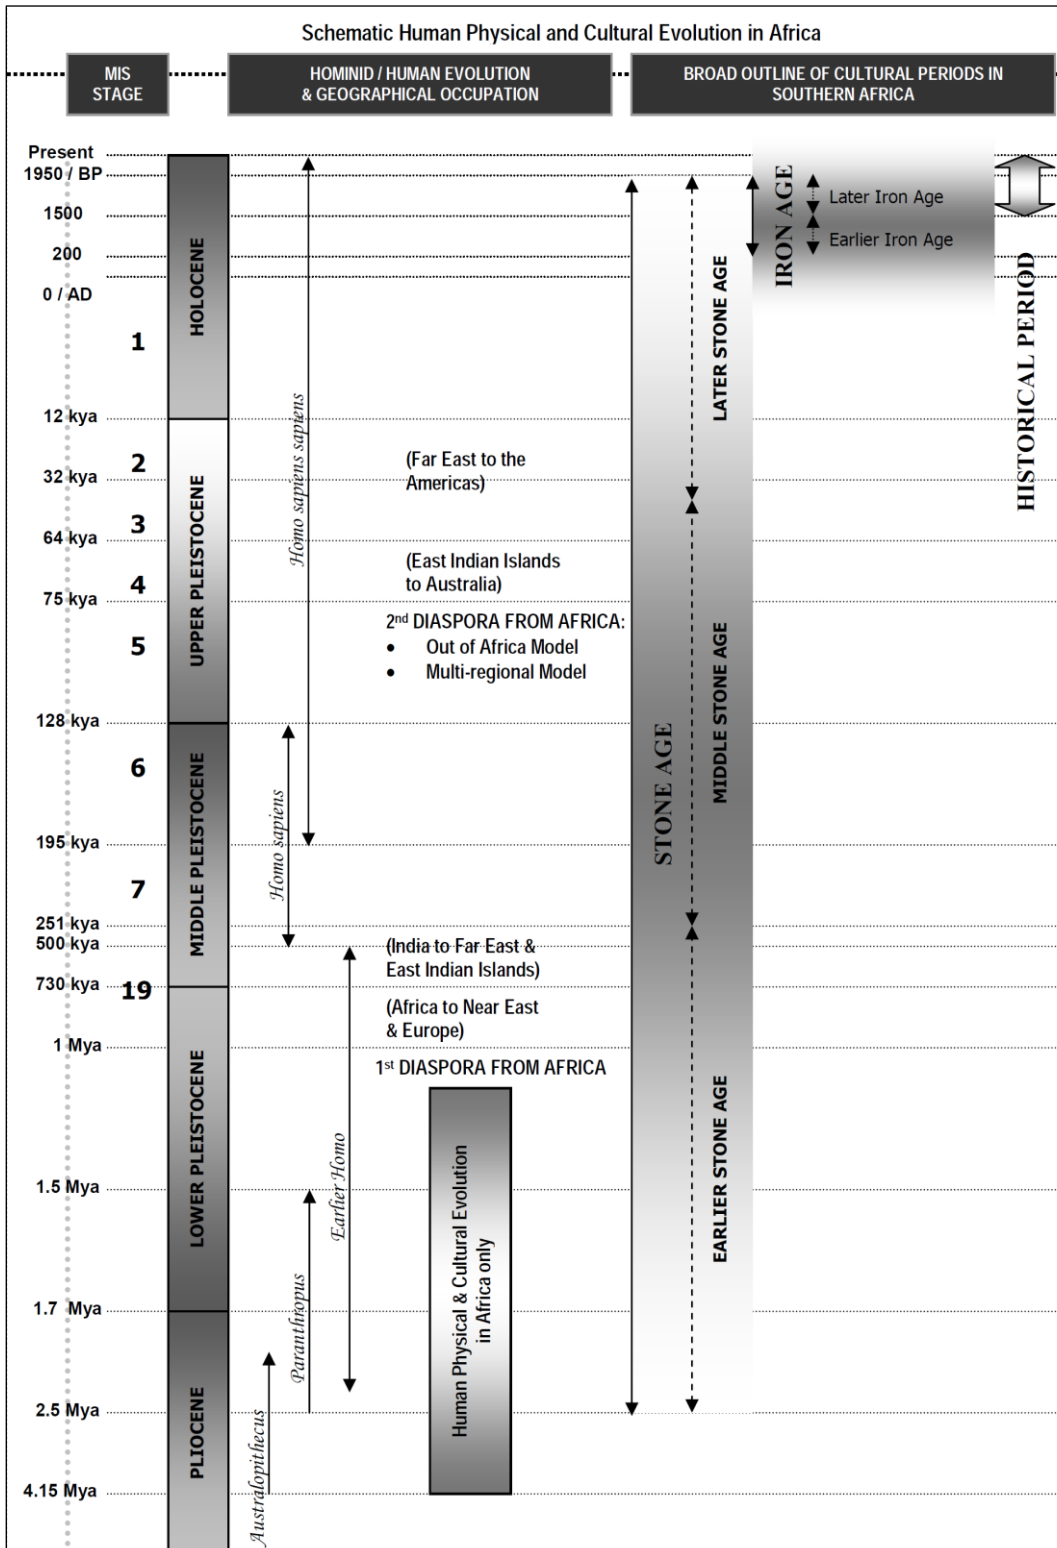 Schematic Human Physical and Cultural Evolution in Africa
MIS
STAGE
HOMINID / HUMAN EVOLUTION
& GEOGRAPHICAL OCCUPATION
BROAD OUTLINE OF CULTURAL PERIODS IN
SOUTHERN AFRICA
Present
1950 / BP
1500
200
0 / AD
12 kya
32 kya
64 kya
75 kya
128 kya
195 kya
251 kya
500 kya
730 kya
1 Mya
1.5 Mya
1.7 Mya
2.5 Mya
4.15 Mya
1
2
3
4
5
6
7
19
HOLOCENE
UPPER PLEISTOCENE
MIDDLE PLEISTOCENE
LOWER PLEISTOCENE
PLIOCENE
Homo sapiens sapiens
Homo sapiens
Earlier Homo
Paranthropus
Australopithecus
(Far East to the
Americas)
(East Indian Islands
to Australia)
2nd DIASPORA FROM AFRICA:
• Out of Africa Model
• Multi-regional Model
(India to Far East &
East Indian Islands)
(Africa to Near East
& Europe)
1st DIASPORA FROM AFRICA
Human Physical & Cultural Evolution
in Africa only
STONE AGE
LATER STONE AGE
MIDDLE STONE AGE
EARLIER STONE AGE
IRON AGE
Later Iron Age
Earlier Iron Age
HISTORICAL PERIOD